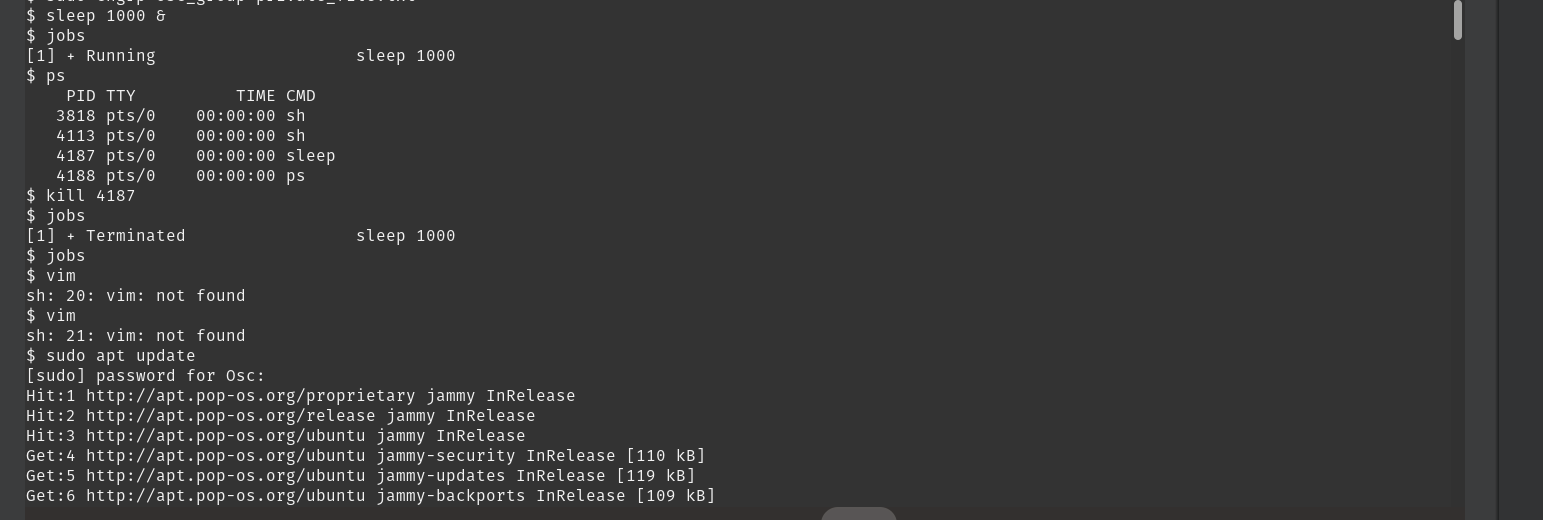 $ sleep 1000 &
$ jobs
[1] + Running                    sleep 1000
$ ps
    PID TTY          TIME CMD
   3818 pts/0    00:00:00 sh
   4113 pts/0    00:00:00 sh
   4187 pts/0    00:00:00 sleep
   4188 pts/0    00:00:00 ps
$ kill 4187
$ jobs
[1] + Terminated                 sleep 1000
$ jobs
$ vim
sh: 20: vim: not found
$ vim
sh: 21: vim: not found
$ sudo apt update
[sudo] password for Osc:
Hit:1 http://apt.pop-os.org/proprietary jammy InRelease
Hit:2 http://apt.pop-os.org/release jammy InRelease
Hit:3 http://apt.pop-os.org/ubuntu jammy InRelease
Get:4 http://apt.pop-os.org/ubuntu jammy-security InRelease [110 kB]
Get:5 http://apt.pop-os.org/ubuntu jammy-updates InRelease [119 kB]
Get:6 http://apt.pop-os.org/ubuntu jammy-backports InRelease [109 kB]